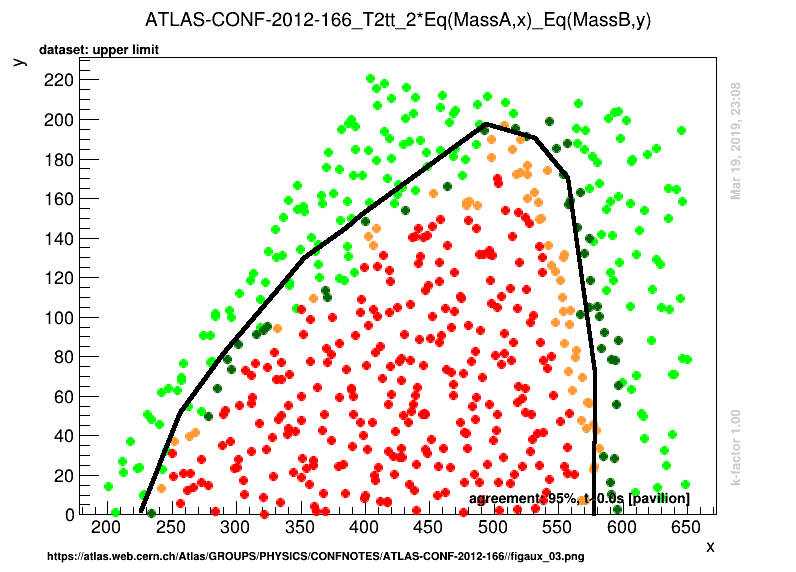 ATLAS-CONF-2012-166_T2tt_2*Eq(MassA,x)_Eq(MassB,y)
dataset: upper limit
y
220
200
180
160
140
120
100
80
60
40
20
0
Mar 19, 2019, 23:08
k-factor 1.00
agreement: 95%, t~0.0s [pavilion]
200 250 300 350 400 450 500 550 600 650
x
https://atlas.web.cern.ch/Atlas/GROUPS/PHYSICS/CONFNOTES/ATLAS-CONF-2012-166//figaux_03.png